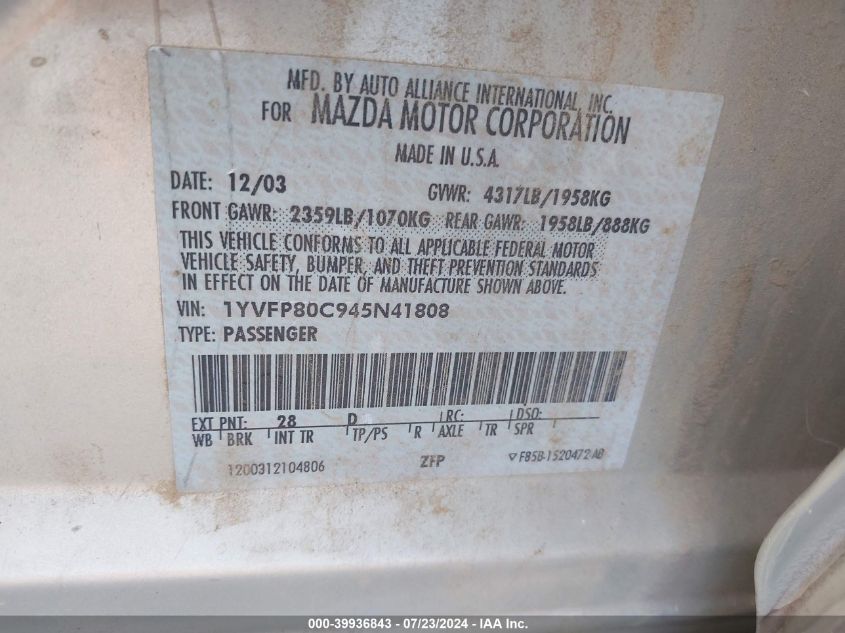 MFD. BY AUTO ALLIANCE INTERNATIONAL, INC.
FOR MAZDA MOTOR CORPORATION
MADE IN U.S.A.
DATE: 12/03 GVWR: 4317LB/1958KG
FRONT GAWR: 2359LB/1070KG REAR GAWR: 1958LB/888KG
THIS VEHICLE CONFORMS TO ALL APPLICABLE FEDERAL MOTOR
VEHICLE SAFETY, BUMPER, AND THEFT PREVENTION STANDARDS
IN EFFECT ON THE DATE OF MANUFACTURE SHOWN ABOVE.
VIN: 1YVFP80C945N41808
TYPE: PASSENGER
EXT PNT: 28 D RC: DSO:
WB BRK INT TR TP/PS R AXLE TR SPR
1200312104806 ZFP F85B-1520472-AB
000-39936843 - 07/23/2024 - IAA Inc.